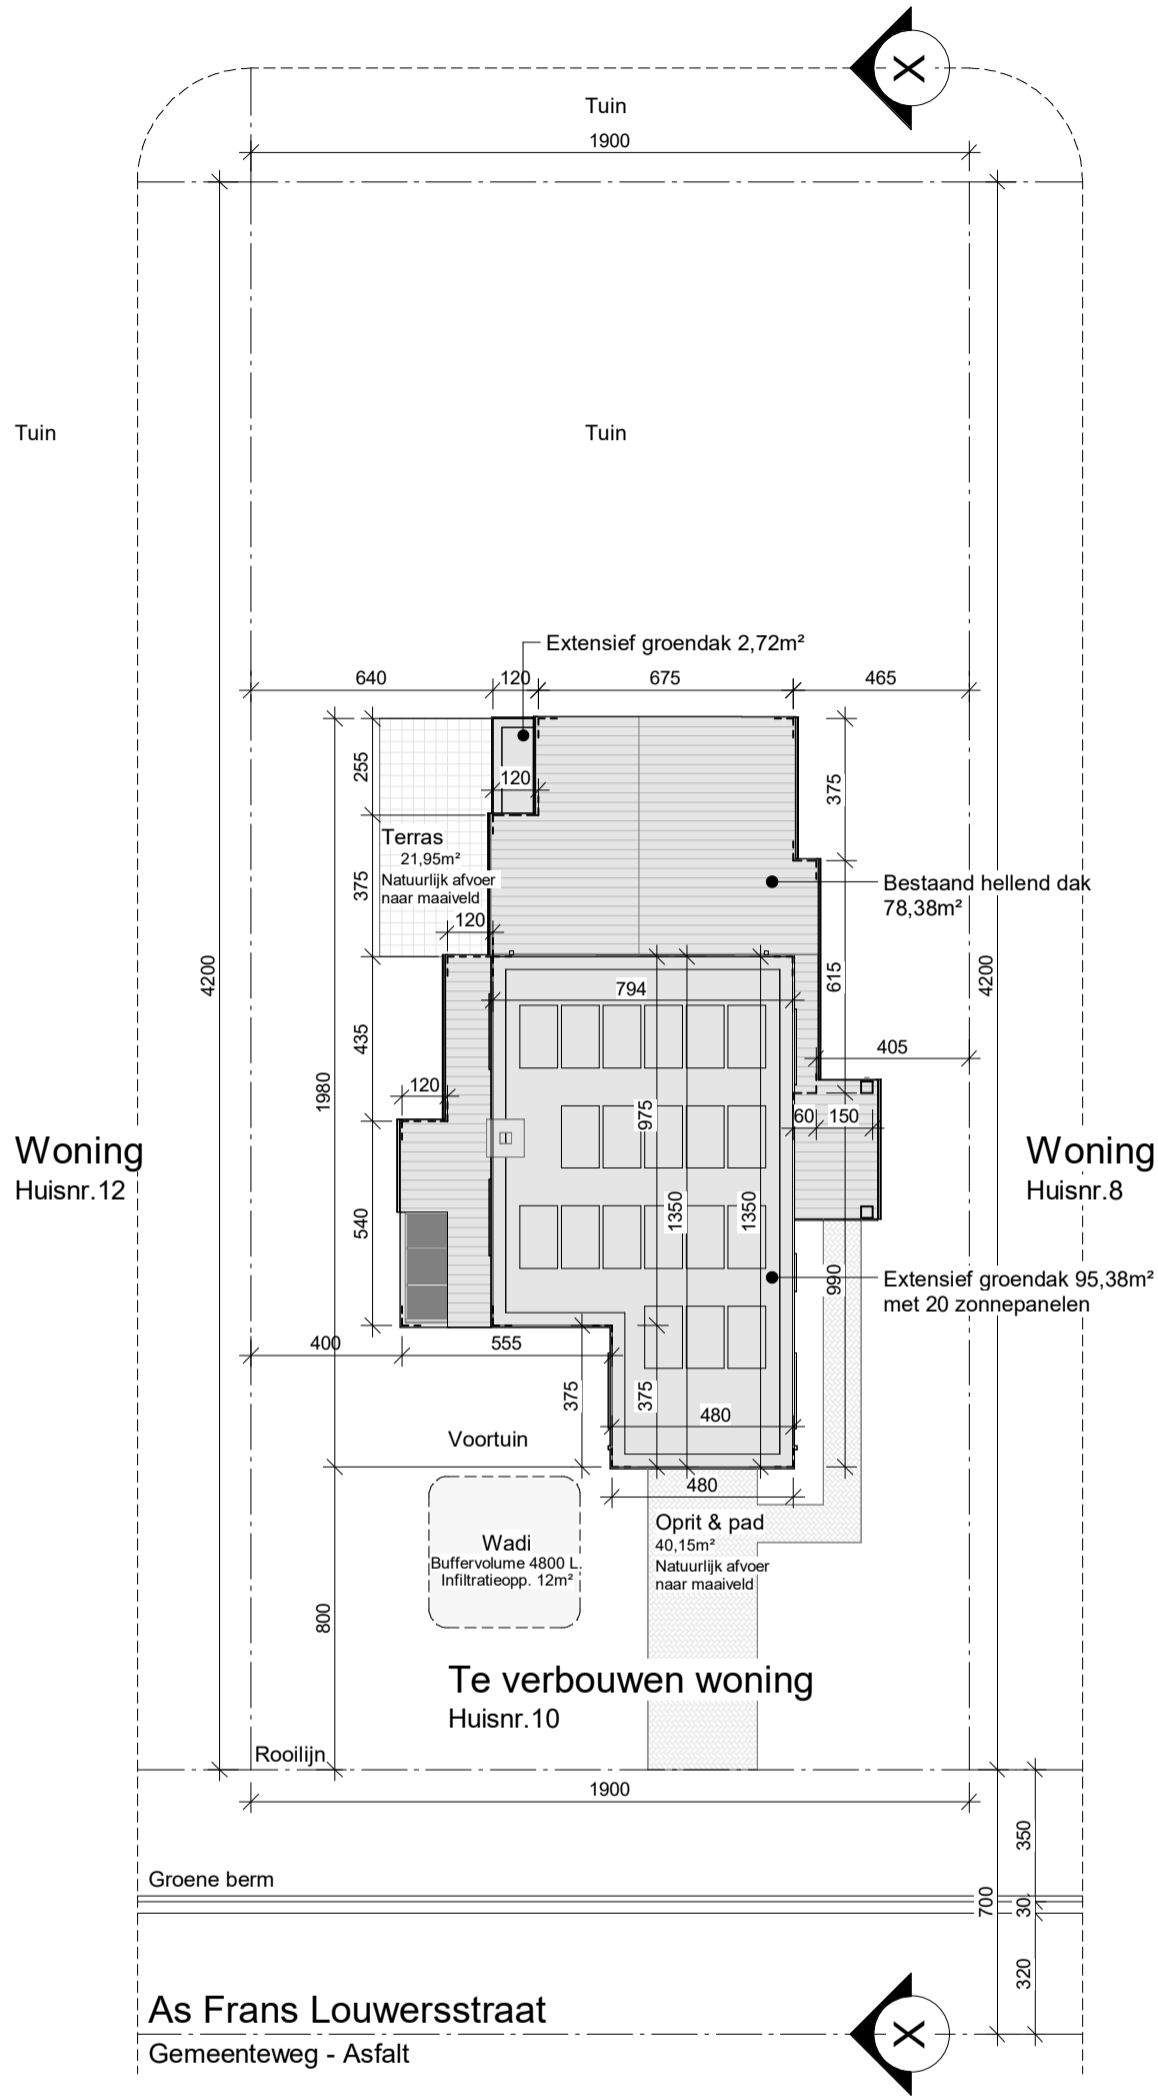 X
Tuin
1900
Tuin
Tuin
Extensief groendak 2,72m²
640
120
675
465
255
120
375
Terras
21,95m²
Natuurlijk afvoer
naar maaiveld
375
Bestaand hellend dak
78,38m²
120
4200
794
615
4200
435
405
1980
120
975
60
150
Woning
Huisnr.12
Woning
Huisnr.8
540
1350
1350
990
Extensief groendak 95,38m²
met 20 zonnepanelen
400
555
375
375
480
Voortuin
480
Oprit & pad
40,15m²
Natuurlijk afvoer
naar maaiveld
Wadi
Buffervolume 4800 L.
Infiltratieopp. 12m²
800
Te verbouwen woning
Huisnr.10
Rooilijn
1900
350
Groene berm
700
30
320
As Frans Louwersstraat
X
Gemeenteweg - Asfalt